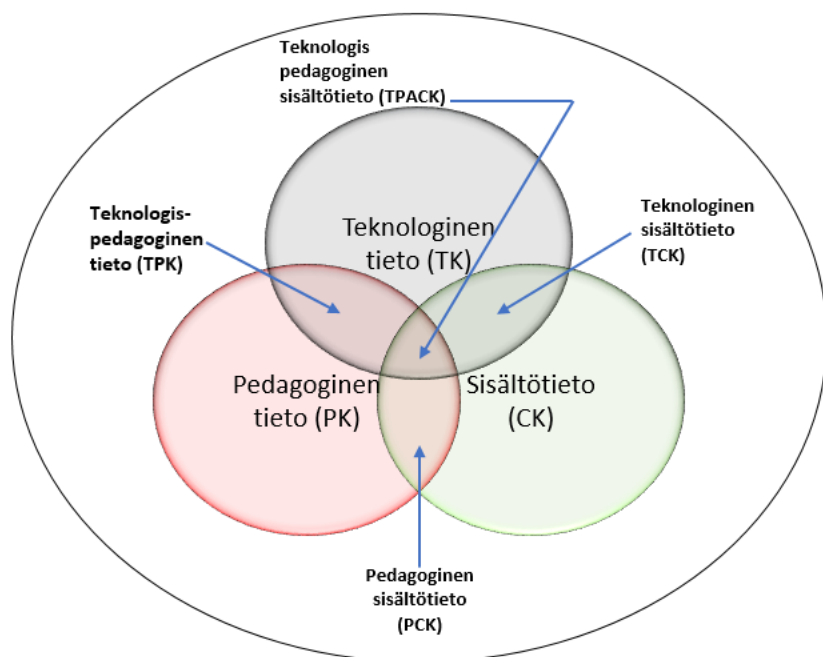 Teknologis
pedagoginen
sisältötieto (TPACK)
Teknologis-
pedagoginen
tieto (TPK)
Teknologinen
tieto (TK)
Teknologinen
sisältötieto
(TCK)
Pedagoginen
tieto (PK)
Sisältötieto
(CK)
Pedagoginen
sisältötieto
(PCK)